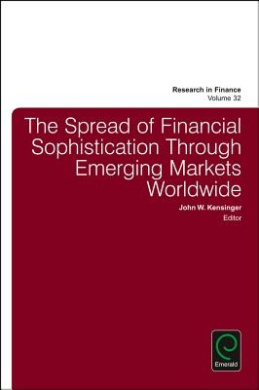 Research in Finance
Volume 32
The Spread of Financial
Sophistication Through
Emerging Markets
Worldwide
John W. Kensinger
Editor
Emerald